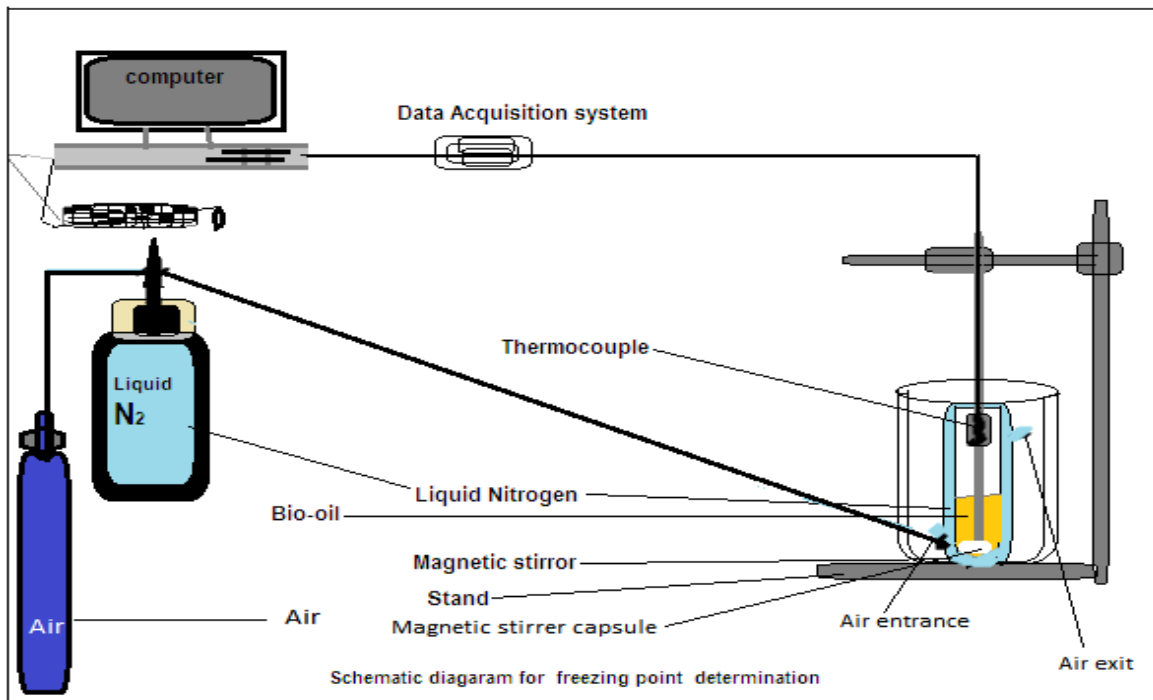 computer
Data Acquisition system
Thermocouple
Liquid
N2
Liquid Nitrogen
Bio-oil
Magnetic stirror
Stand
Magnetic stirrer capsule
Air entrance
Air exit
Air
Air
Schematic diagaram for freezing point determination